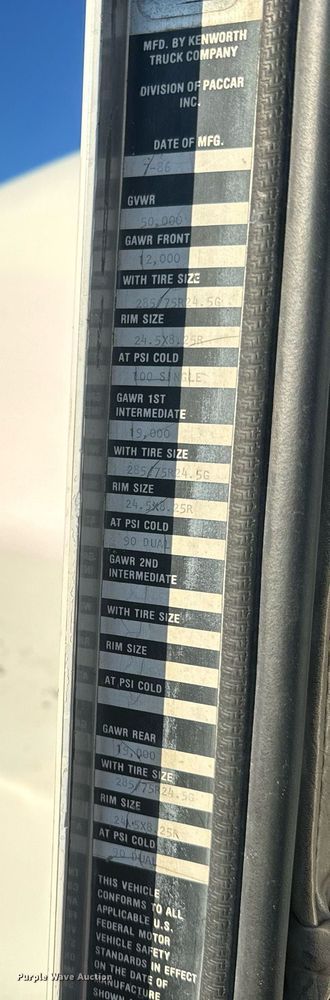 MFD. BY KENWORTH
TRUCK COMPANY
DIVISION OF PACCAR
INC.
DATE OF MFG.
7-86
GVWR
50,000
GAWR FRONT
12,000
WITH TIRE SIZE
285/75R24.5G
RIM SIZE
24.5X8.25R
AT PSI COLD
100 SINGLE
GAWR 1ST
INTERMEDIATE
19,000
WITH TIRE SIZE
285/75R24.5G
RIM SIZE
24.5X8.25R
AT PSI COLD
90 DUAL
GAWR 2ND
INTERMEDIATE
WITH TIRE SIZE
RIM SIZE
AT PSI COLD
GAWR REAR
19,000
WITH TIRE SIZE
285/75R24.5G
RIM SIZE
24.5X8.25R
AT PSI COLD
90 DUAL
THIS VEHICLE
CONFORMS TO ALL
APPLICABLE U.S.
FEDERAL MOTOR
VEHICLE SAFETY
STANDARDS IN EFFECT
ON THE DATE OF
MANUFACTURE
SHOWN
Purple Wave Auction